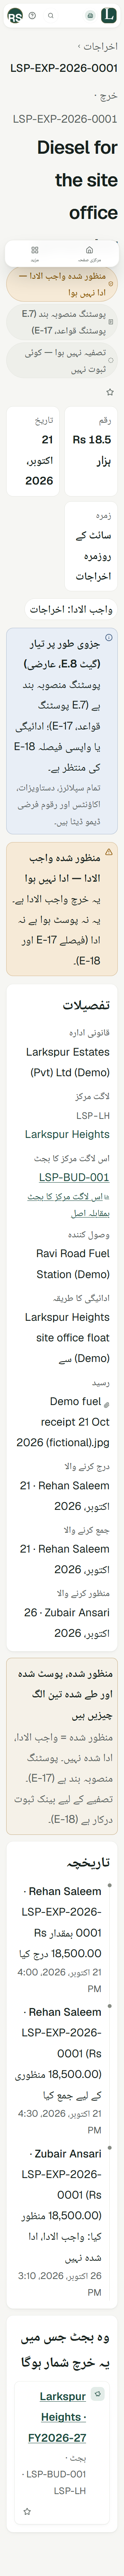 RS
L
اخراجات ›
LSP-EXP-2026-0001
خرچ ·
LSP-EXP-2026-0001
Diesel for
the site
office
مرکزی صفحہ
مزید
منظور شدہ واجب الادا —
ادا نہیں ہوا
پوسٹنگ منصوبہ بند (E.7
پوسٹنگ قواعد، E-17)
تصفیہ نہیں ہوا — کوئی
ثبوت نہیں
رقم
Rs 18.5
ہزار
تاریخ
21
اکتوبر،
2026
زمرہ
سائٹ کے
روزمرہ
اخراجات
واجب الادا: اخراجات
جزوی طور پر تیار
(گیٹ E.8، عارضی)
پوسٹنگ منصوبہ بند
ہے (E.7 پوسٹنگ
قواعد، E-17)؛ ادائیگی
یا واپسی فیصلہ E-18
کی منتظر ہے۔
تمام سپلائرز، دستاویزات،
اکاؤنٹس اور رقوم فرضی
ڈیمو ڈیٹا ہیں۔
منظور شدہ واجب
الادا — ادا نہیں ہوا
یہ خرچ واجب الادا ہے۔
یہ نہ پوسٹ ہوا ہے نہ
ادا (فیصلے E-17 اور
E-18)۔
تفصیلات
قانونی ادارہ
Larkspur Estates
(Pvt) Ltd (Demo)
لاگت مرکز
LSP-LH
Larkspur Heights
اس لاگت مرکز کا بجٹ
LSP-BUD-001
اس لاگت مرکز کا بجٹ
بمقابلہ اصل
وصول کنندہ
Ravi Road Fuel
Station (Demo)
ادائیگی کا طریقہ
Larkspur Heights
site office float
(Demo) سے
رسید
Demo fuel
receipt 21 Oct
2026 (fictional).jpg
درج کرنے والا
Rehan Saleem · 21
اکتوبر، 2026
جمع کرنے والا
Rehan Saleem · 21
اکتوبر، 2026
منظور کرنے والا
Zubair Ansari · 26
اکتوبر، 2026
منظور شدہ، پوسٹ شدہ
اور طے شدہ تین الگ
چیزیں ہیں
منظور شدہ = واجب الادا،
ادا شدہ نہیں۔ پوسٹنگ
منصوبہ بند ہے (E-17)۔
تصفیے کے لیے بینک ثبوت
درکار ہے (E-18)۔
تاریخچہ
Rehan Saleem ·
LSP-EXP-2026-
0001 بمقدار Rs
18,500.00 درج کیا
21 اکتوبر، 2026، 4:00
PM
Rehan Saleem ·
LSP-EXP-2026-
0001 (Rs
18,500.00) منظوری
کے لیے جمع کیا
21 اکتوبر، 2026، 4:30
PM
Zubair Ansari ·
LSP-EXP-2026-
0001 (Rs
18,500.00) منظور
کیا: واجب الادا، ادا
شدہ نہیں
26 اکتوبر، 2026، 3:10
PM
وہ بجٹ جس میں
یہ خرچ شمار ہوگا
Larkspur
Heights ·
FY2026-27
بجٹ ·
LSP-BUD-001 ·
LSP-LH